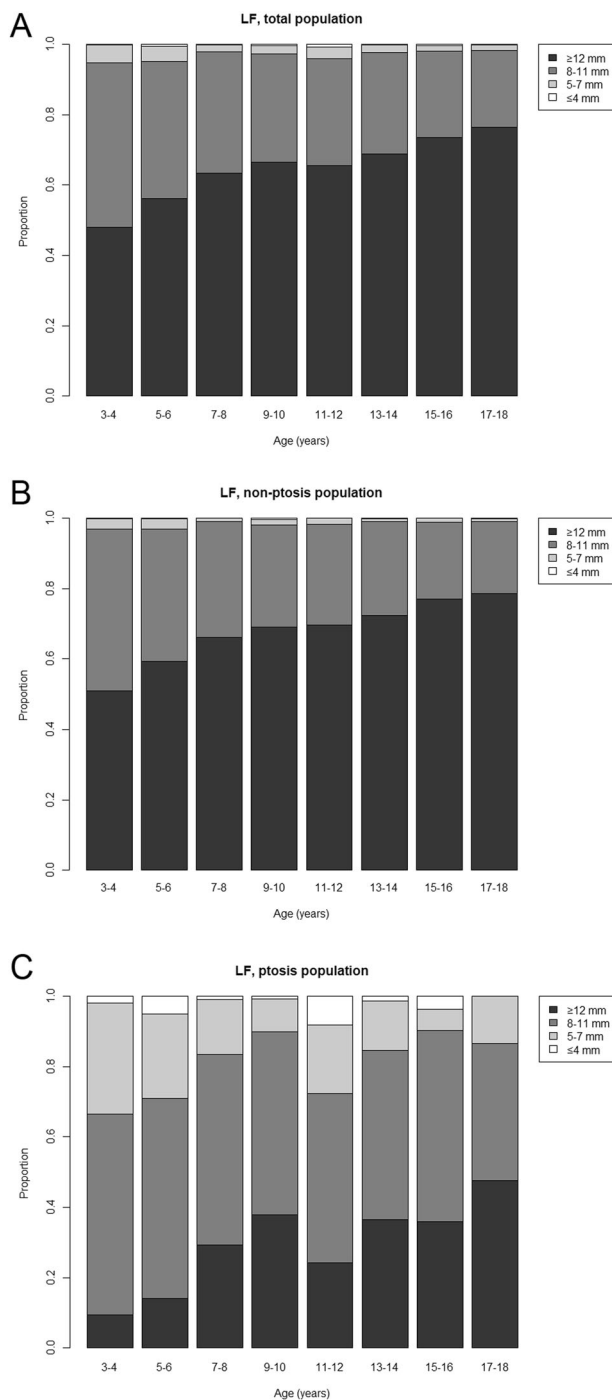 A
LF, total population
≥12 mm
8-11 mm
5-7 mm
≤4 mm
Proportion
1.0
0.8
0.6
0.4
0.2
0.0
3-4 5-6 7-8 9-10 11-12 13-14 15-16 17-18
Age (years)
B
LF, non-ptosis population
≥12 mm
8-11 mm
5-7 mm
≤4 mm
Proportion
1.0
0.8
0.6
0.4
0.2
0.0
3-4 5-6 7-8 9-10 11-12 13-14 15-16 17-18
Age (years)
C
LF, ptosis population
≥12 mm
8-11 mm
5-7 mm
≤4 mm
Proportion
1.0
0.8
0.6
0.4
0.2
0.0
3-4 5-6 7-8 9-10 11-12 13-14 15-16 17-18
Age (years)